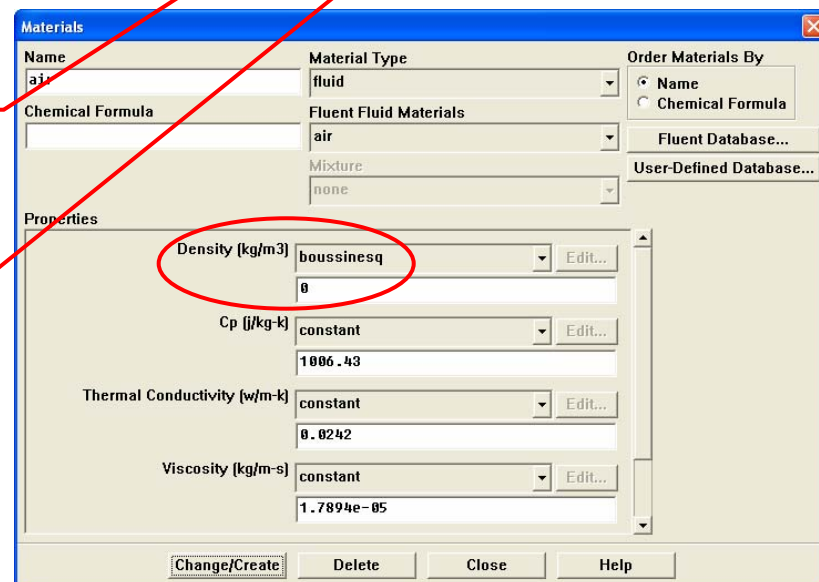 Materials
Name
Material Type
Order Materials By
air
fluid
Name
Chemical Formula
Chemical Formula
Fluent Fluid Materials
air
Fluent Database...
Mixture
User-Defined Database...
none
Properties
Density (kg/m3) boussinesq Edit...
0
Cp (j/kg-k) constant Edit...
1006.43
Thermal Conductivity (w/m-k) constant Edit...
0.0242
Viscosity (kg/m-s) constant Edit...
1.7894e-05
Change/Create Delete Close Help